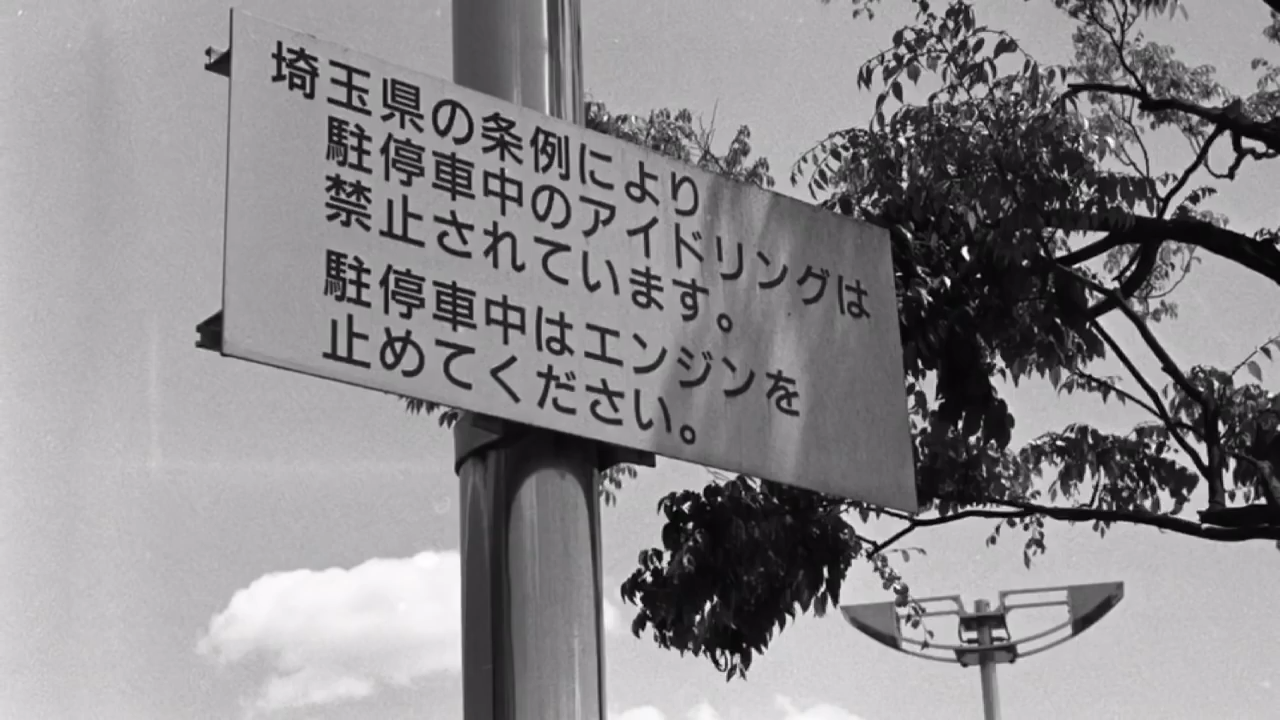 埼玉県の条例により
駐停車中のアイドリングは
禁止されています。
駐停車中はエンジンを
止めてください。